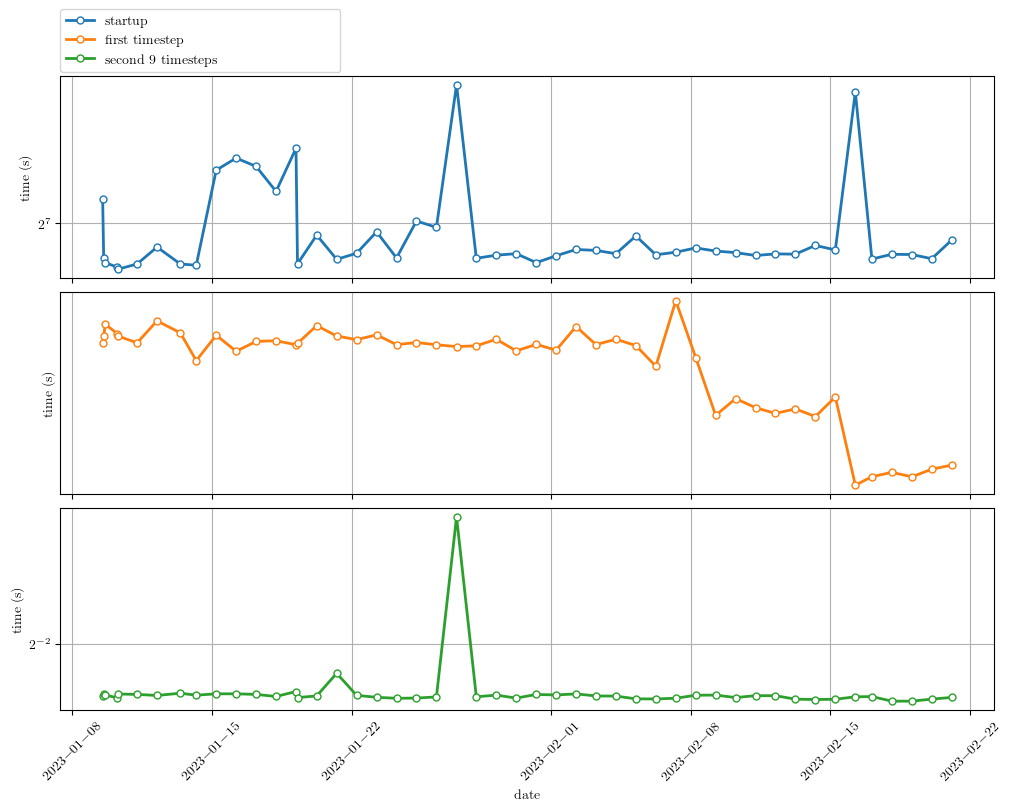 startup
first timestep
second 9 timesteps
time (s)
2^7
time (s)
time (s)
2^−2
2023−01−08
2023−01−15
2023−01−22
2023−02−01
2023−02−08
2023−02−15
2023−02−22
date